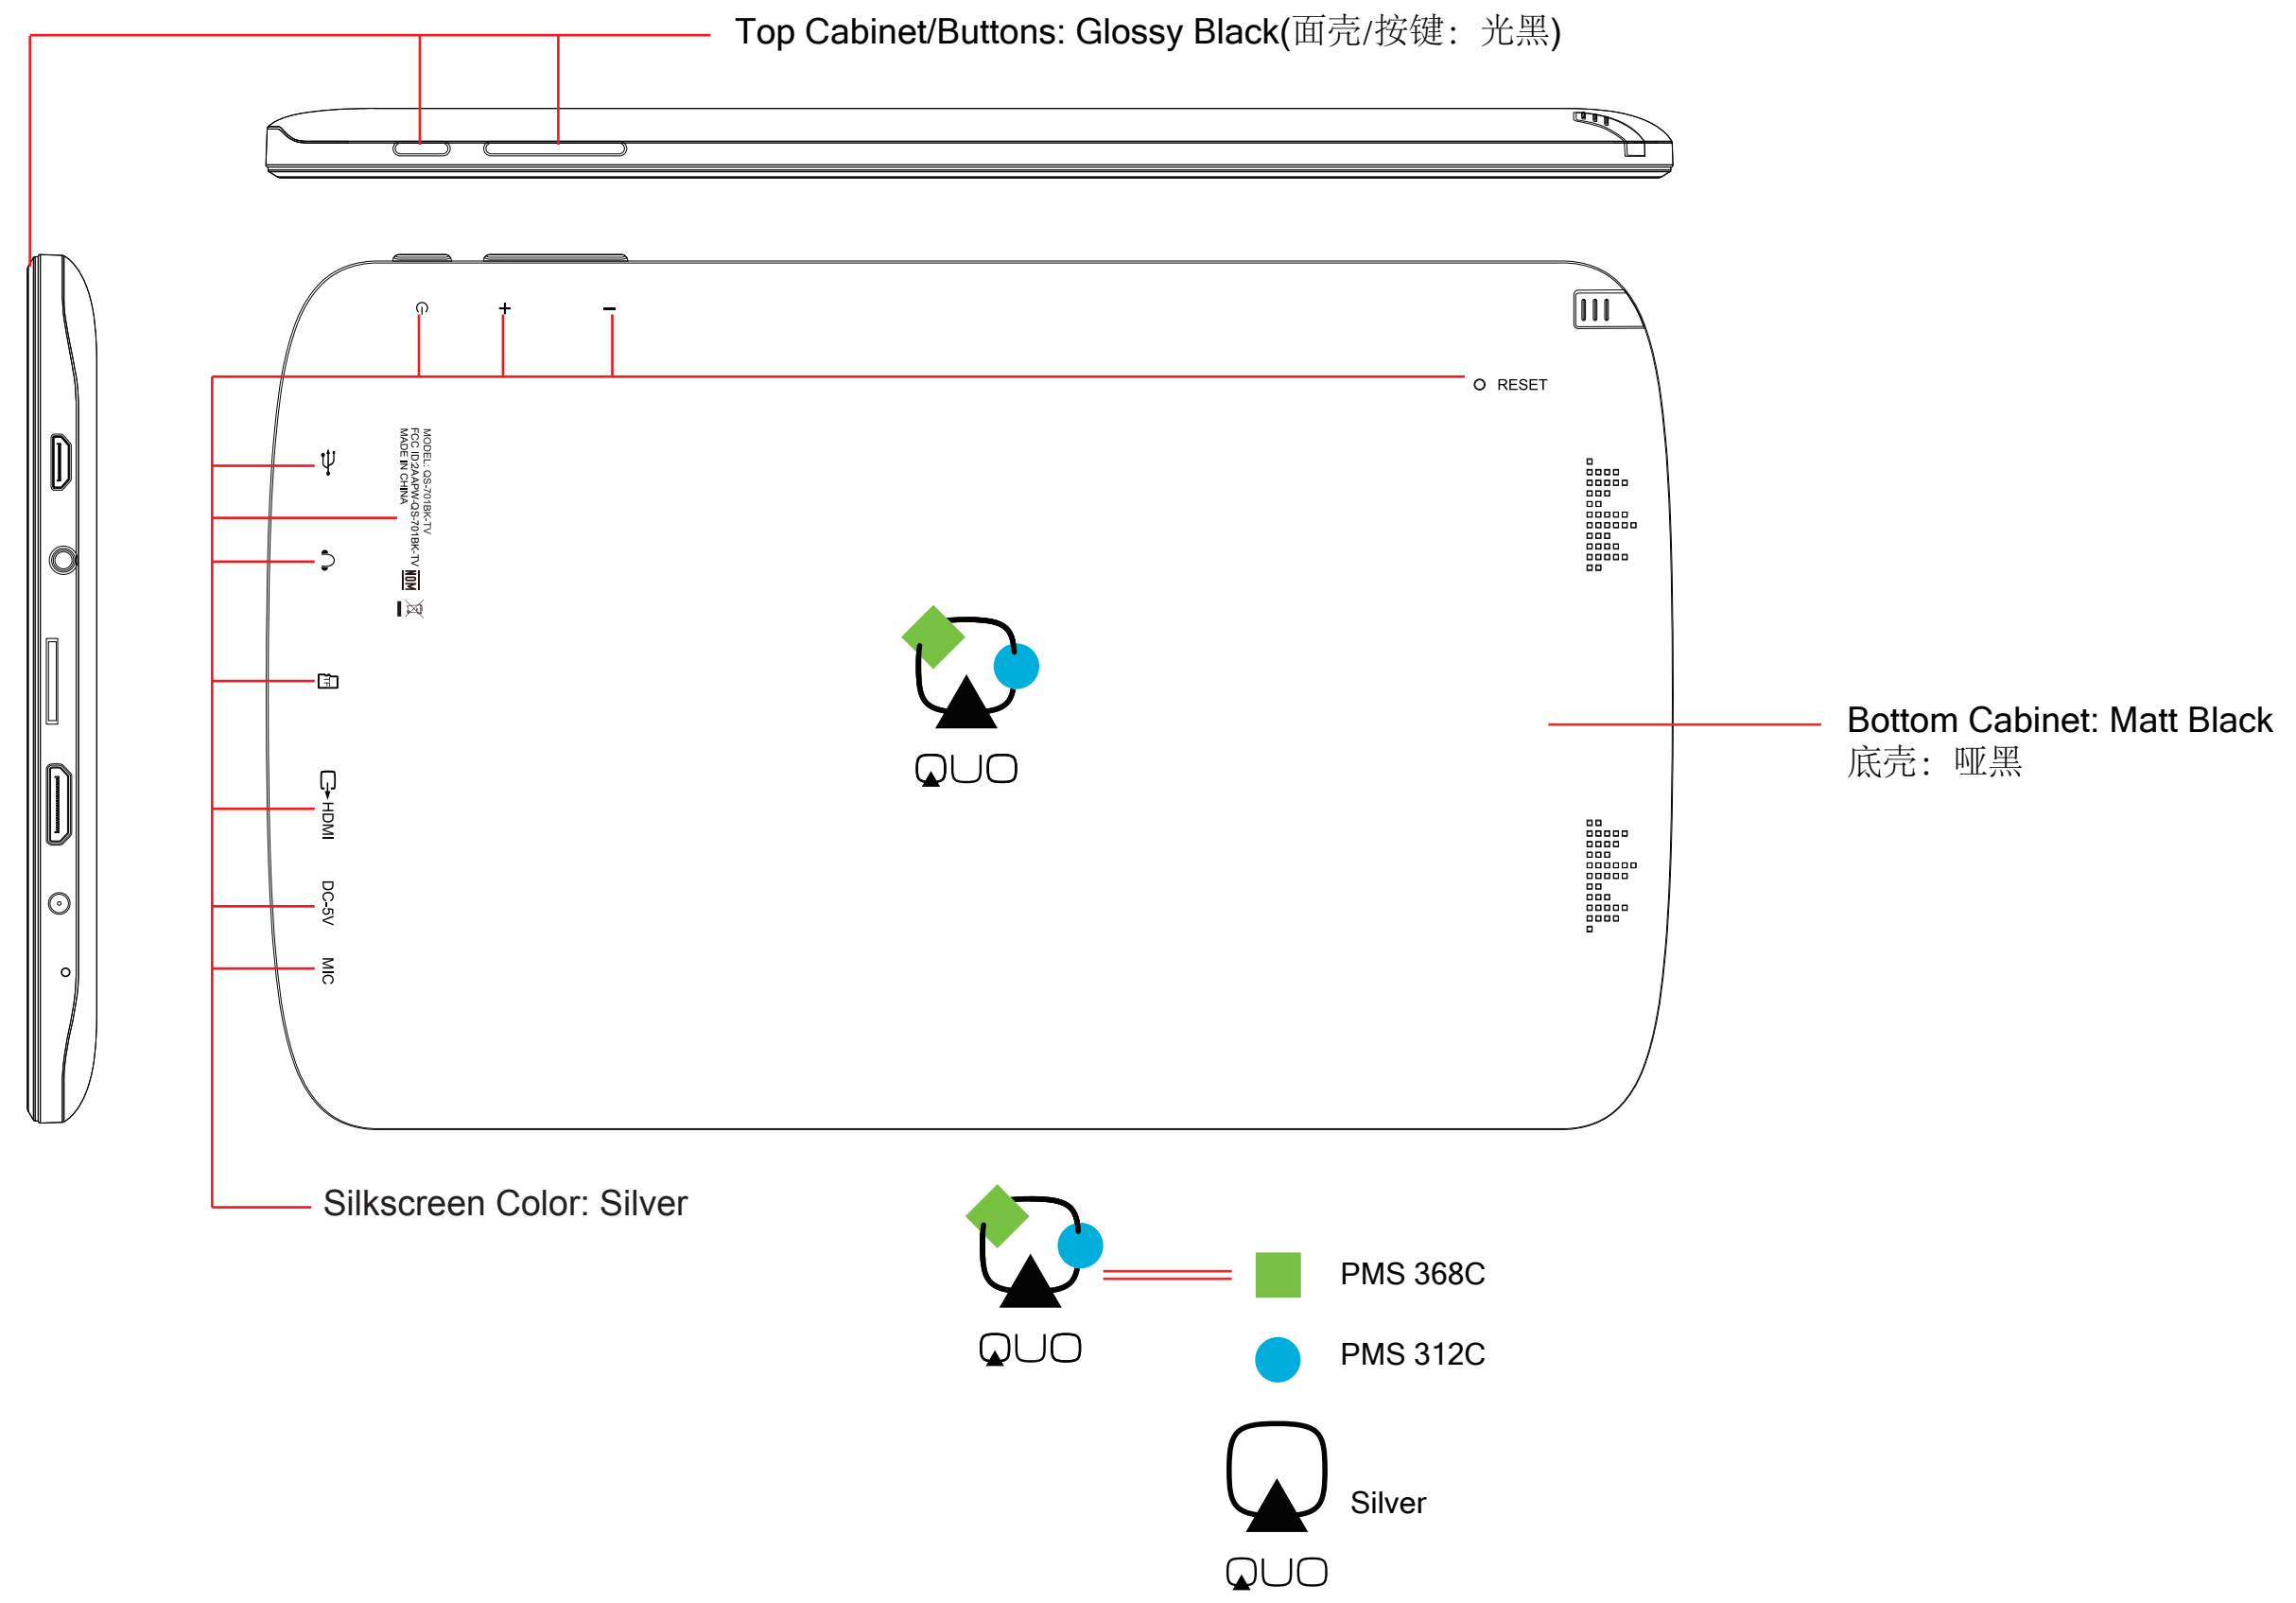 Top Cabinet/Buttons: Glossy Black(面壳/按键：光黑)
RESET
MODEL: QS-701BK-TV
FCC ID:2AAPW-QS-701BK-TV
MADE IN CHINA
NOM
TF
HDMI
DC-5V
MIC
QUO
Bottom Cabinet: Matt Black
底壳：哑黑
Silkscreen Color: Silver
QUO
PMS 368C
PMS 312C
Silver
QUO